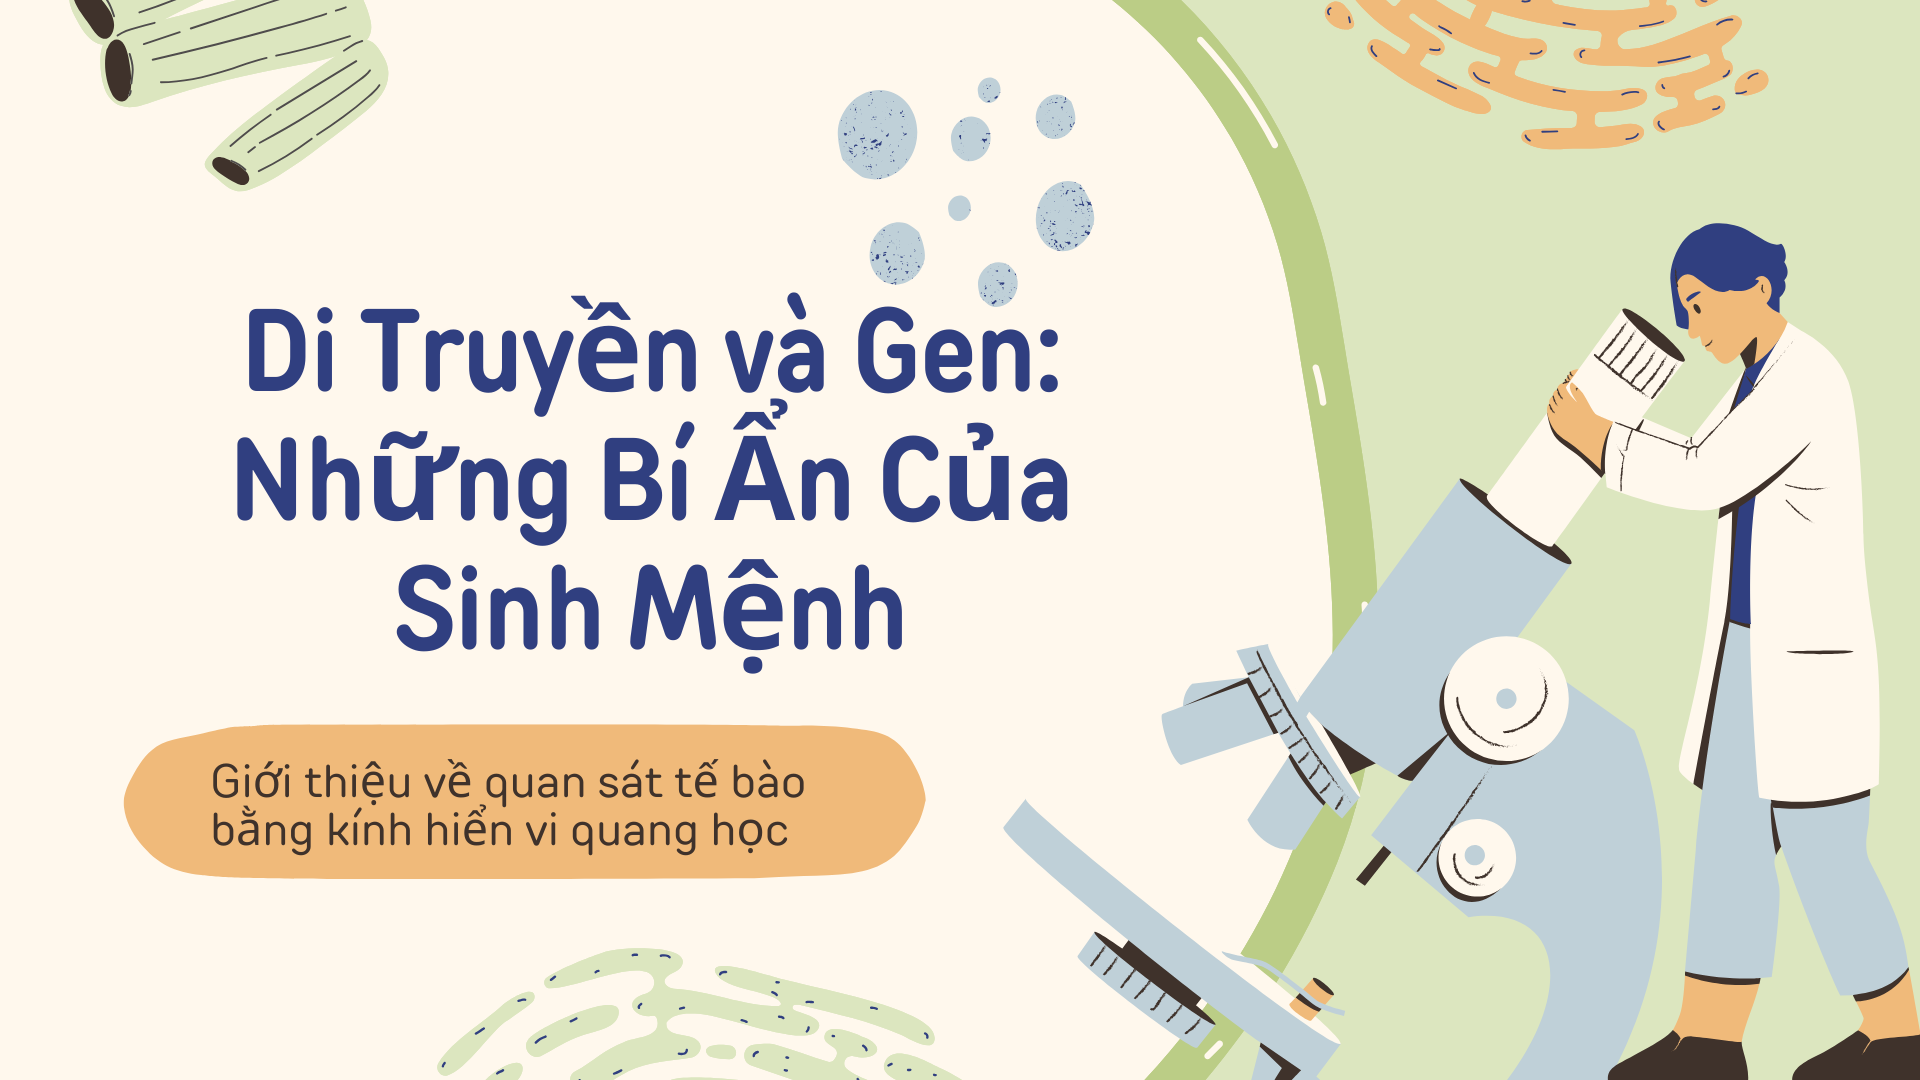 Di Truyền và Gen:
Những Bí Ẩn Của
Sinh Mệnh
Giới thiệu về quan sát tế bào
bằng kính hiển vi quang học